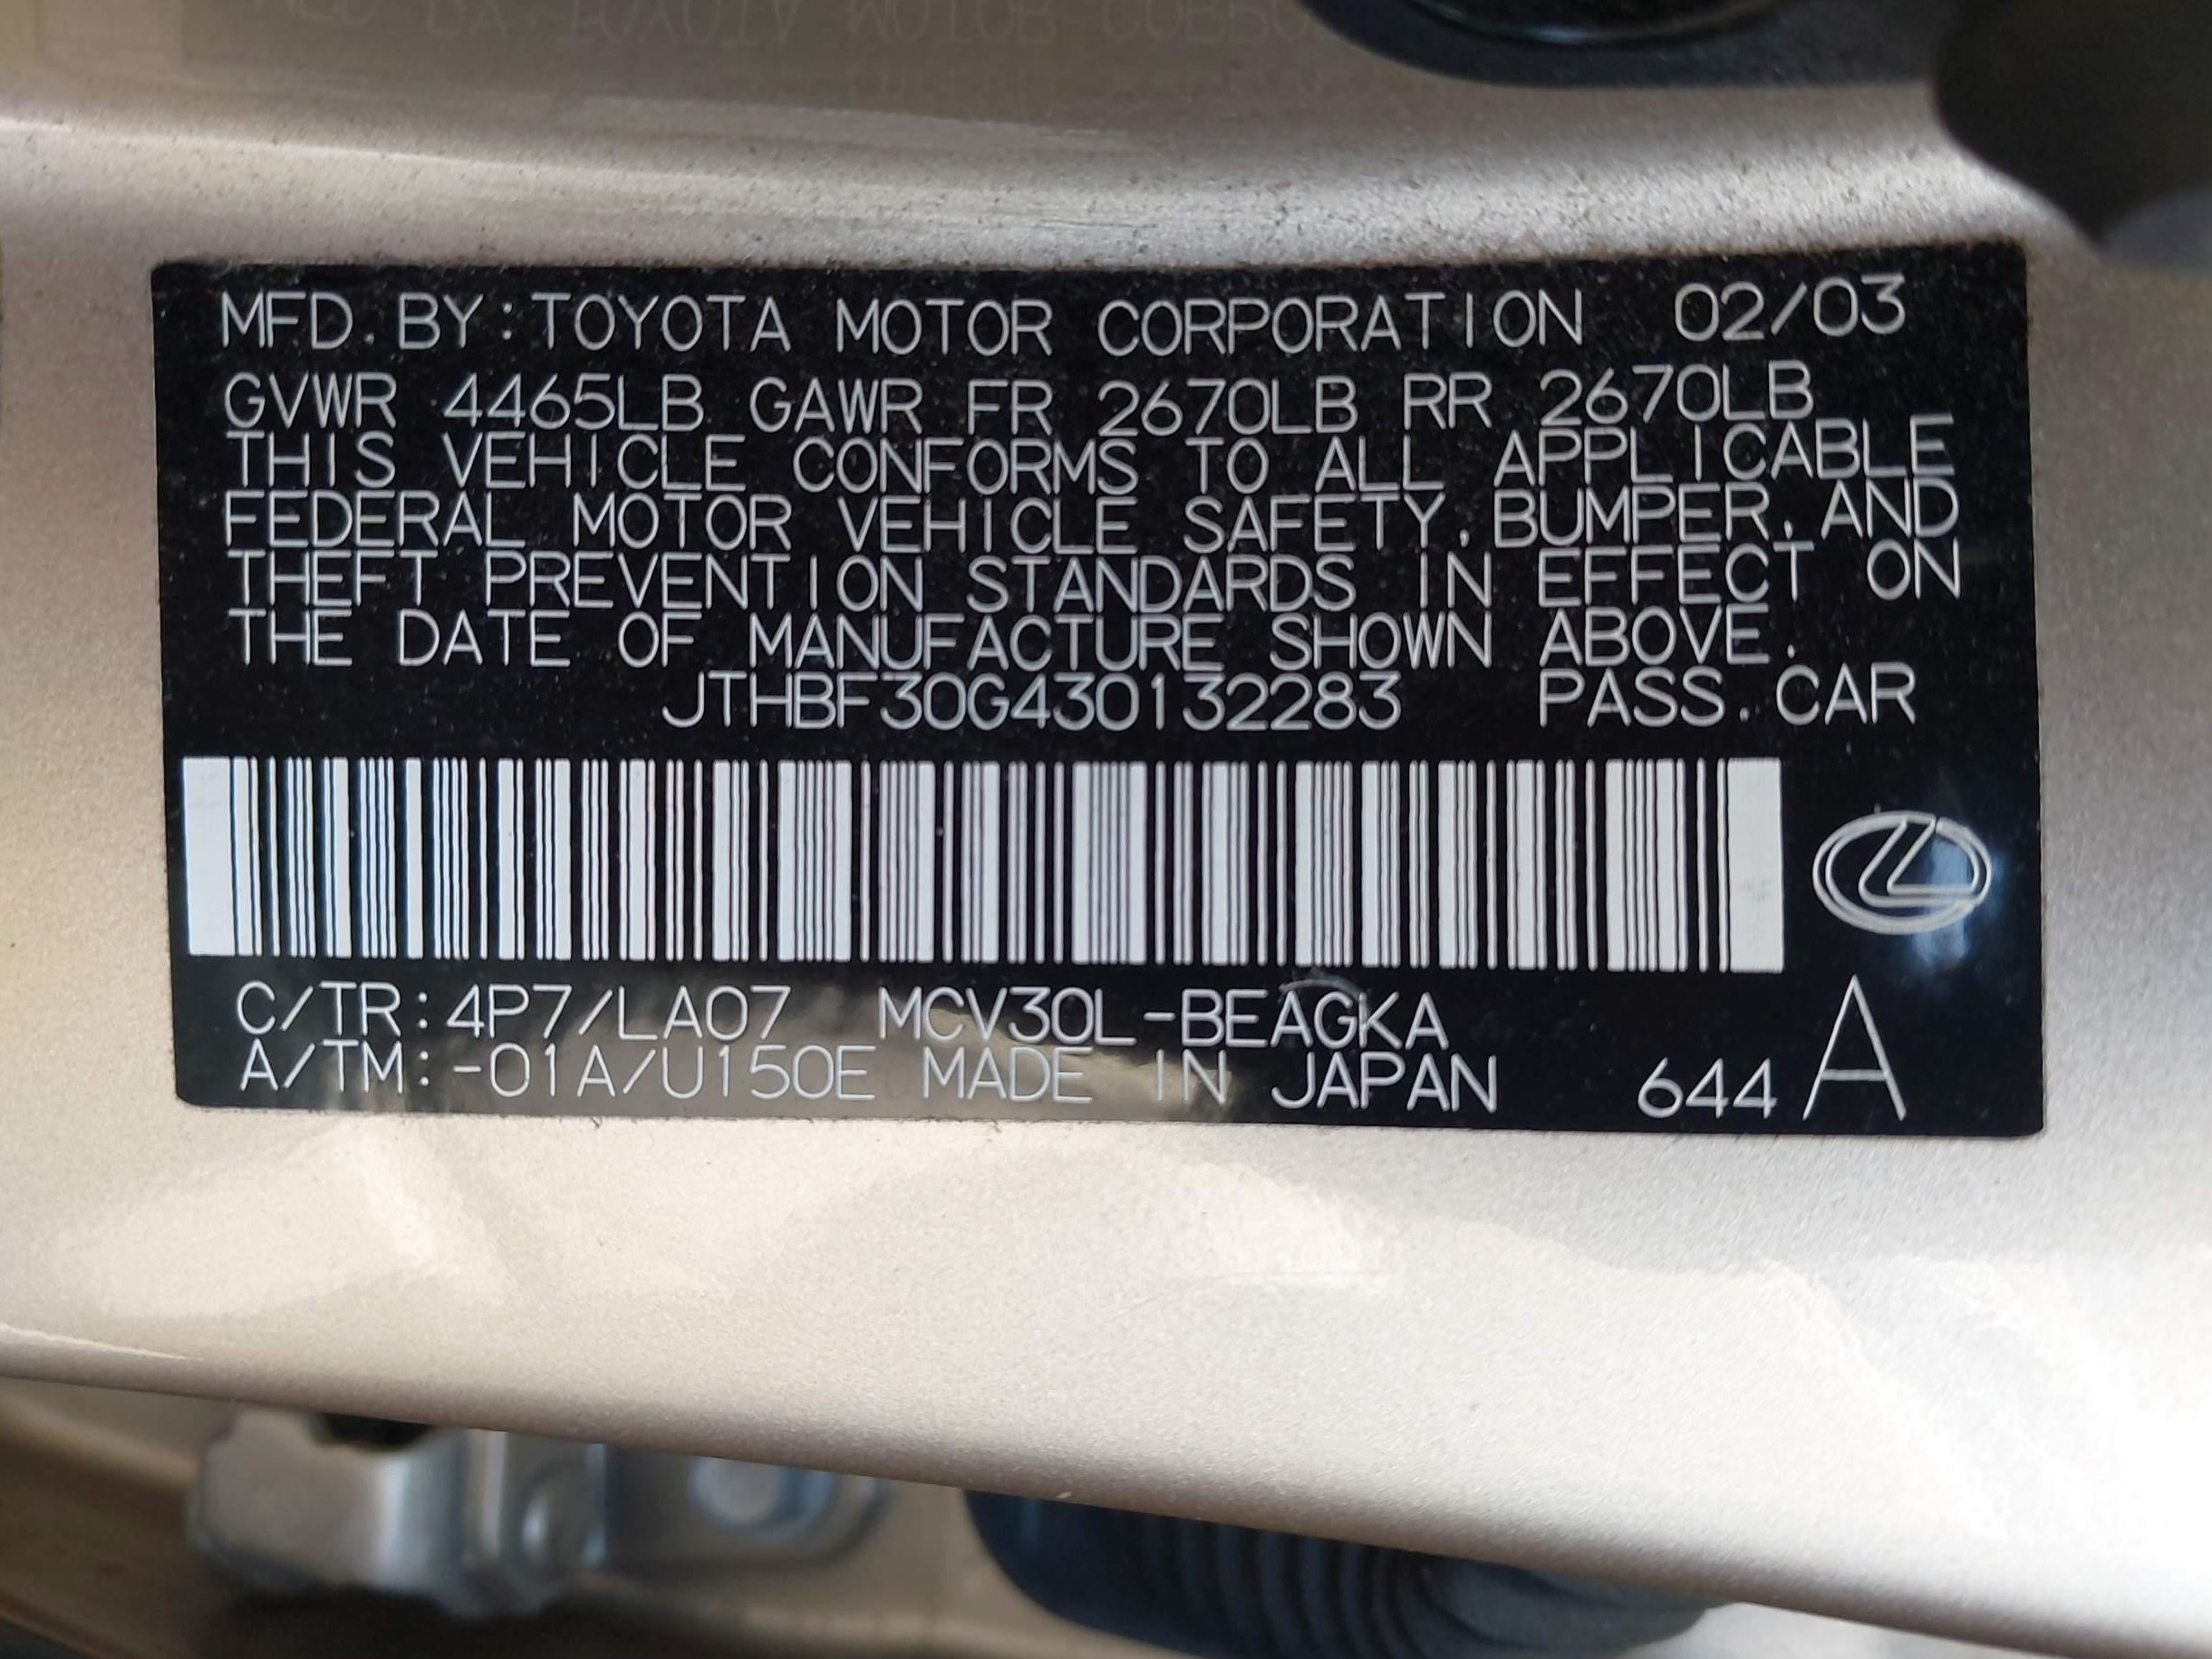 MFD. BY: TOYOTA MOTOR CORPORATION 02/03
GVWR 4465LB GAWR FR 2670LB RR 2670LB
THIS VEHICLE CONFORMS TO ALL APPLICABLE
FEDERAL MOTOR VEHICLE SAFETY, BUMPER, AND
THEFT PREVENTION STANDARDS IN EFFECT ON
THE DATE OF MANUFACTURE SHOWN ABOVE.
JTHBF30G430132283 PASS. CAR
C/TR: 4P7/LA07 MCV30L-BEAGKA
A/TM: -01A/U150E MADE IN JAPAN 644 A